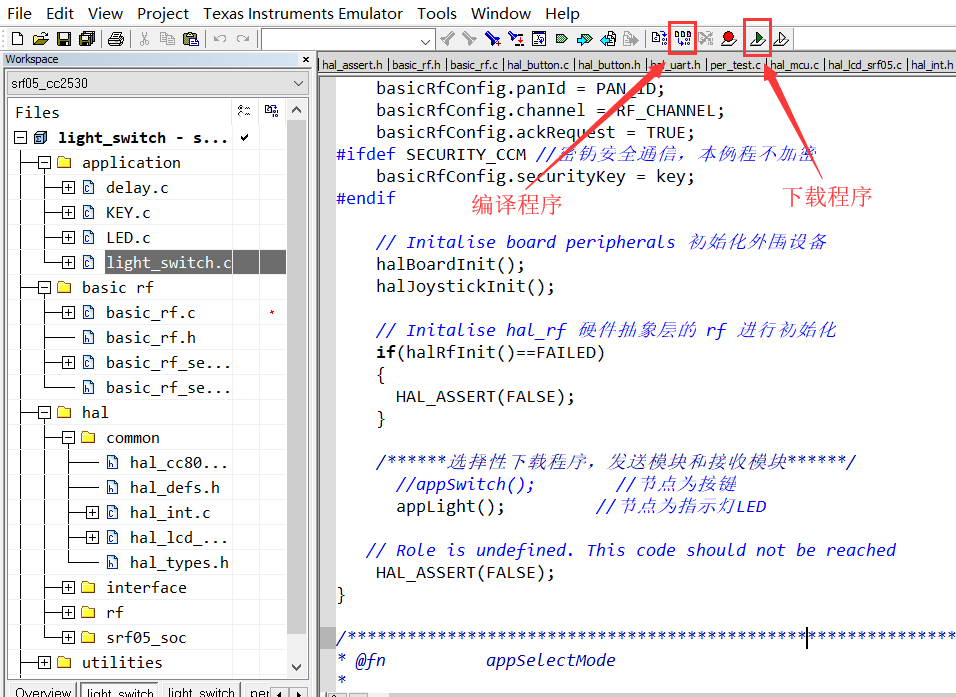 File Edit View Project Texas Instruments Emulator Tools Window Help
Workspace
srf05_cc2530
Files
light_switch - s...
application
delay.c
KEY.c
LED.c
light_switch.c
basic rf
basic_rf.c
basic_rf.h
basic_rf_se...
basic_rf_se...
hal
common
hal_cc80...
hal_defs.h
hal_int.c
hal_lcd_...
hal_types.h
interface
rf
srf05_soc
utilities
Overview light_switch light_switch per
hal_assert.h basic_rf.h basic_rf.c hal_button.c hal_button.h hal_uart.h per_test.c hal_mcu.c hal_lcd_srf05.c hal_int.h
basicRfConfig.panId = PAN_ID;
basicRfConfig.channel = RF_CHANNEL;
basicRfConfig.ackRequest = TRUE;
#ifdef SECURITY_CCM //密钥安全通信，本例程不加密
basicRfConfig.securityKey = key;
#endif
编译程序
下载程序
// Initalise board peripherals 初始化外围设备
halBoardInit();
halJoystickInit();
// Initalise hal_rf 硬件抽象层的 rf 进行初始化
if(halRfInit()==FAILED)
{
HAL_ASSERT(FALSE);
}
/******选择性下载程序，发送模块和接收模块******/
//appSwitch(); //节点为按键
appLight(); //节点为指示灯LED
// Role is undefined. This code should not be reached
HAL_ASSERT(FALSE);
}
/**************************************************************
* @fn appSelectMode
*